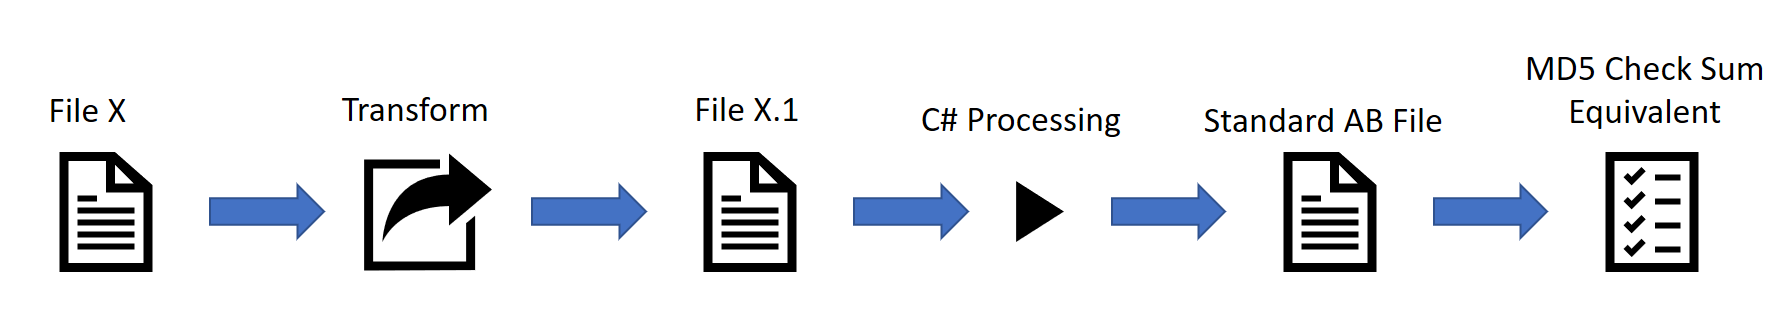 File X
Transform
File X.1
C# Processing
Standard AB File
MD5 Check Sum
Equivalent